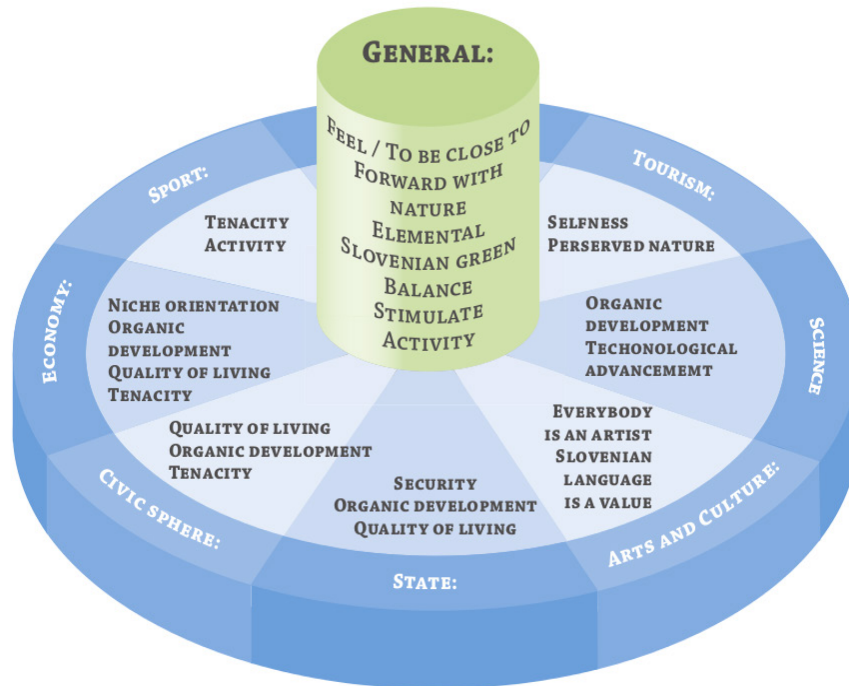 GENERAL:
FEEL / TO BE CLOSE TO
FORWARD WITH
NATURE
ELEMENTAL
SLOVENIAN GREEN
BALANCE
STIMULATE
ACTIVITY
TOURISM:
SELFNESS
PERSERVED NATURE
SCIENCE
ORGANIC
DEVELOPMENT
TECHONOLOGICAL
ADVANCEMEMT
ARTS AND CULTURE:
EVERYBODY
IS AN ARTIST
SLOVENIAN
LANGUAGE
IS A VALUE
STATE:
SECURITY
ORGANIC DEVELOPMENT
QUALITY OF LIVING
CIVIC SPHERE:
QUALITY OF LIVING
ORGANIC DEVELOPMENT
TENACITY
ECONOMY:
NICHE ORIENTATION
ORGANIC
DEVELOPMENT
QUALITY OF LIVING
TENACITY
SPORT:
TENACITY
ACTIVITY